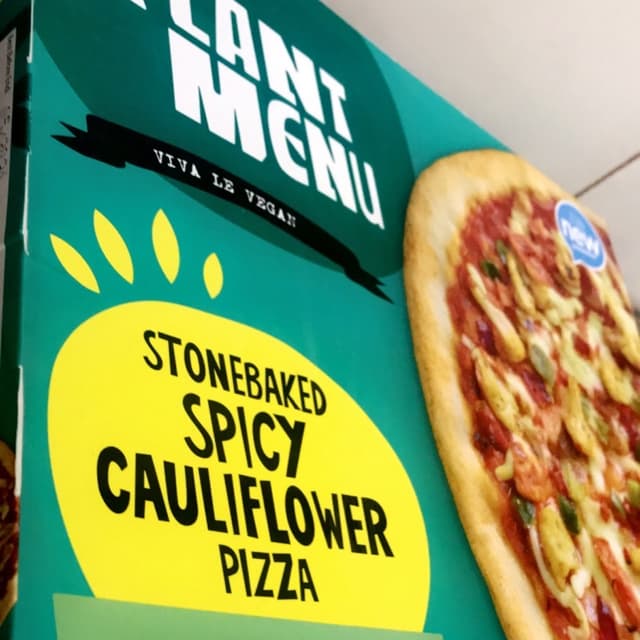 PLANT
MENU
VIVA LE VEGAN
new
STONEBAKED
SPICY
CAULIFLOWER
PIZZA